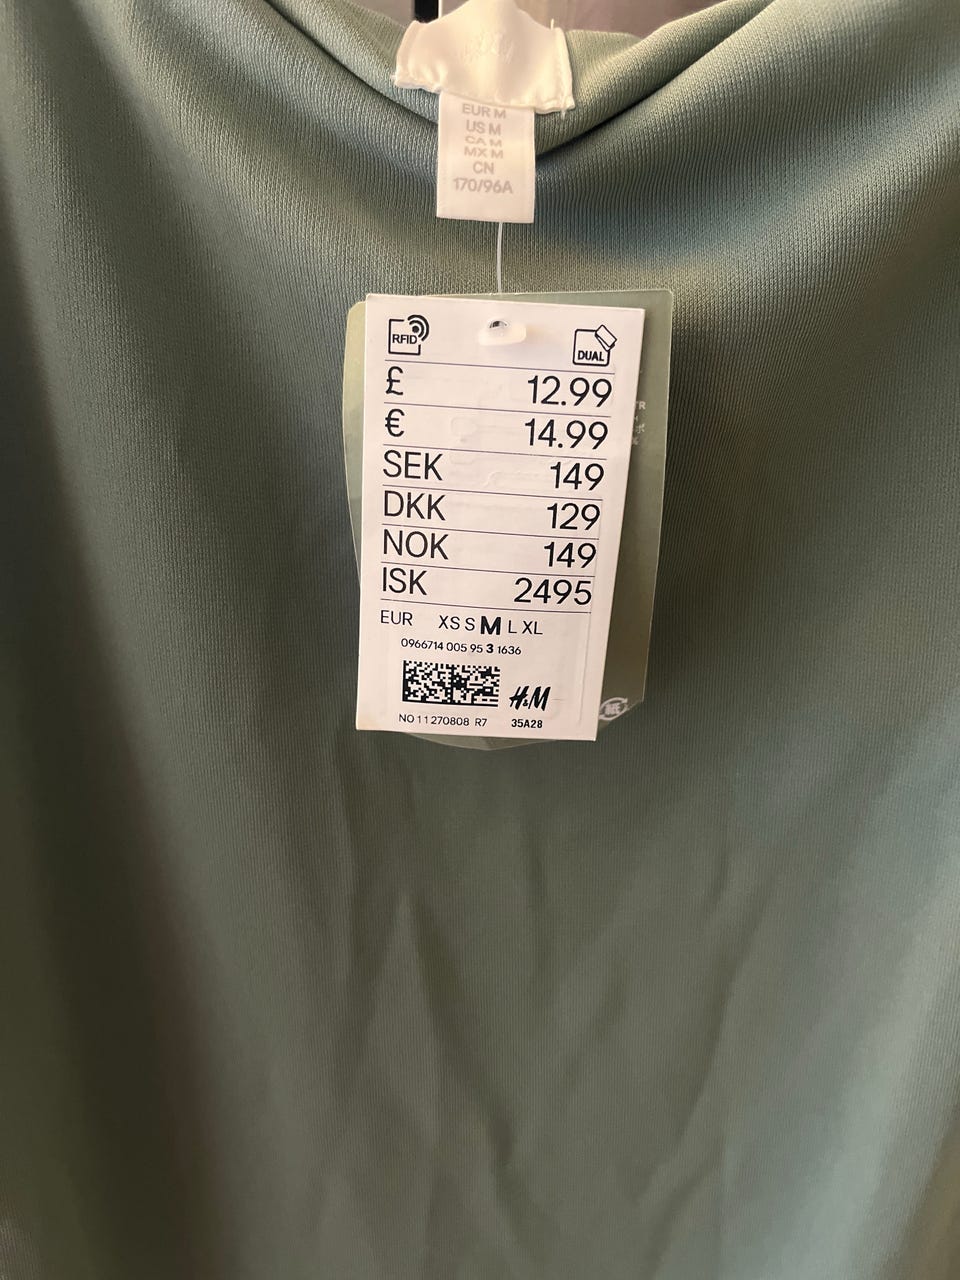 EUR M
US M
CA M
MX M
CN
170/96A
RFID
DUAL
£ 12.99
€ 14.99
SEK 149
DKK 129
NOK 149
ISK 2495
EUR XS S M L XL
0966714 005 95 3 1636
H&M
NO 11270808 R7 35A28